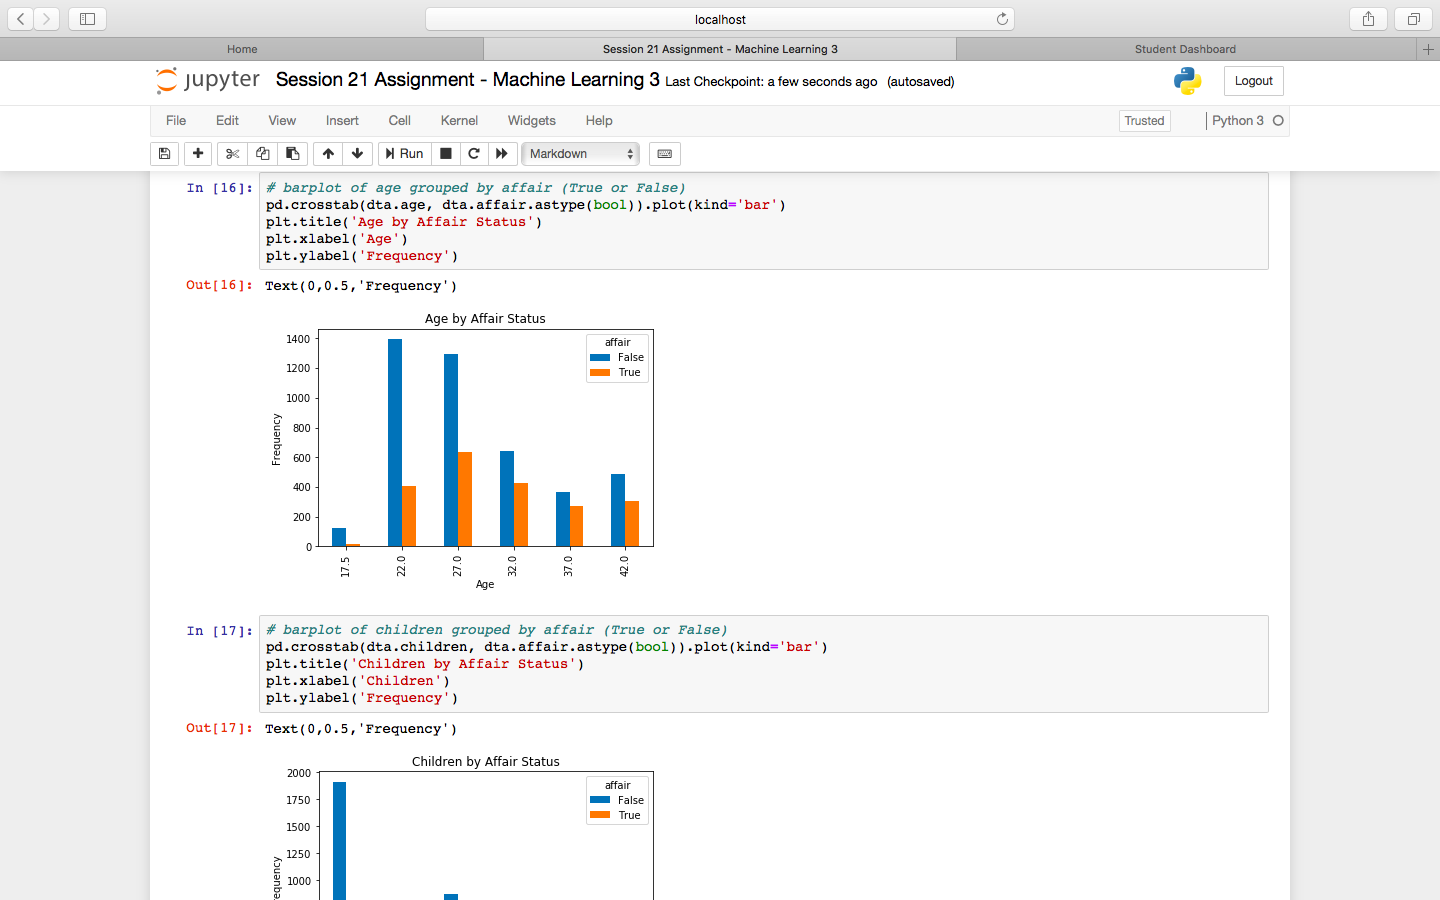 localhost
Home
Session 21 Assignment - Machine Learning 3
Student Dashboard
jupyter Session 21 Assignment - Machine Learning 3 Last Checkpoint: a few seconds ago (autosaved)
Logout
File Edit View Insert Cell Kernel Widgets Help
Trusted
Python 3
Run
Markdown
In [16]:
# barplot of age grouped by affair (True or False)
pd.crosstab(dta.age, dta.affair.astype(bool)).plot(kind='bar')
plt.title('Age by Affair Status')
plt.xlabel('Age')
plt.ylabel('Frequency')
Out[16]: Text(0,0.5,'Frequency')
Age by Affair Status
affair
False
True
1400
1200
1000
800
600
400
200
0
Frequency
17.5 22.0 27.0 32.0 37.0 42.0
Age
In [17]:
# barplot of children grouped by affair (True or False)
pd.crosstab(dta.children, dta.affair.astype(bool)).plot(kind='bar')
plt.title('Children by Affair Status')
plt.xlabel('Children')
plt.ylabel('Frequency')
Out[17]: Text(0,0.5,'Frequency')
Children by Affair Status
affair
False
True
2000
1750
1500
1250
1000
equency